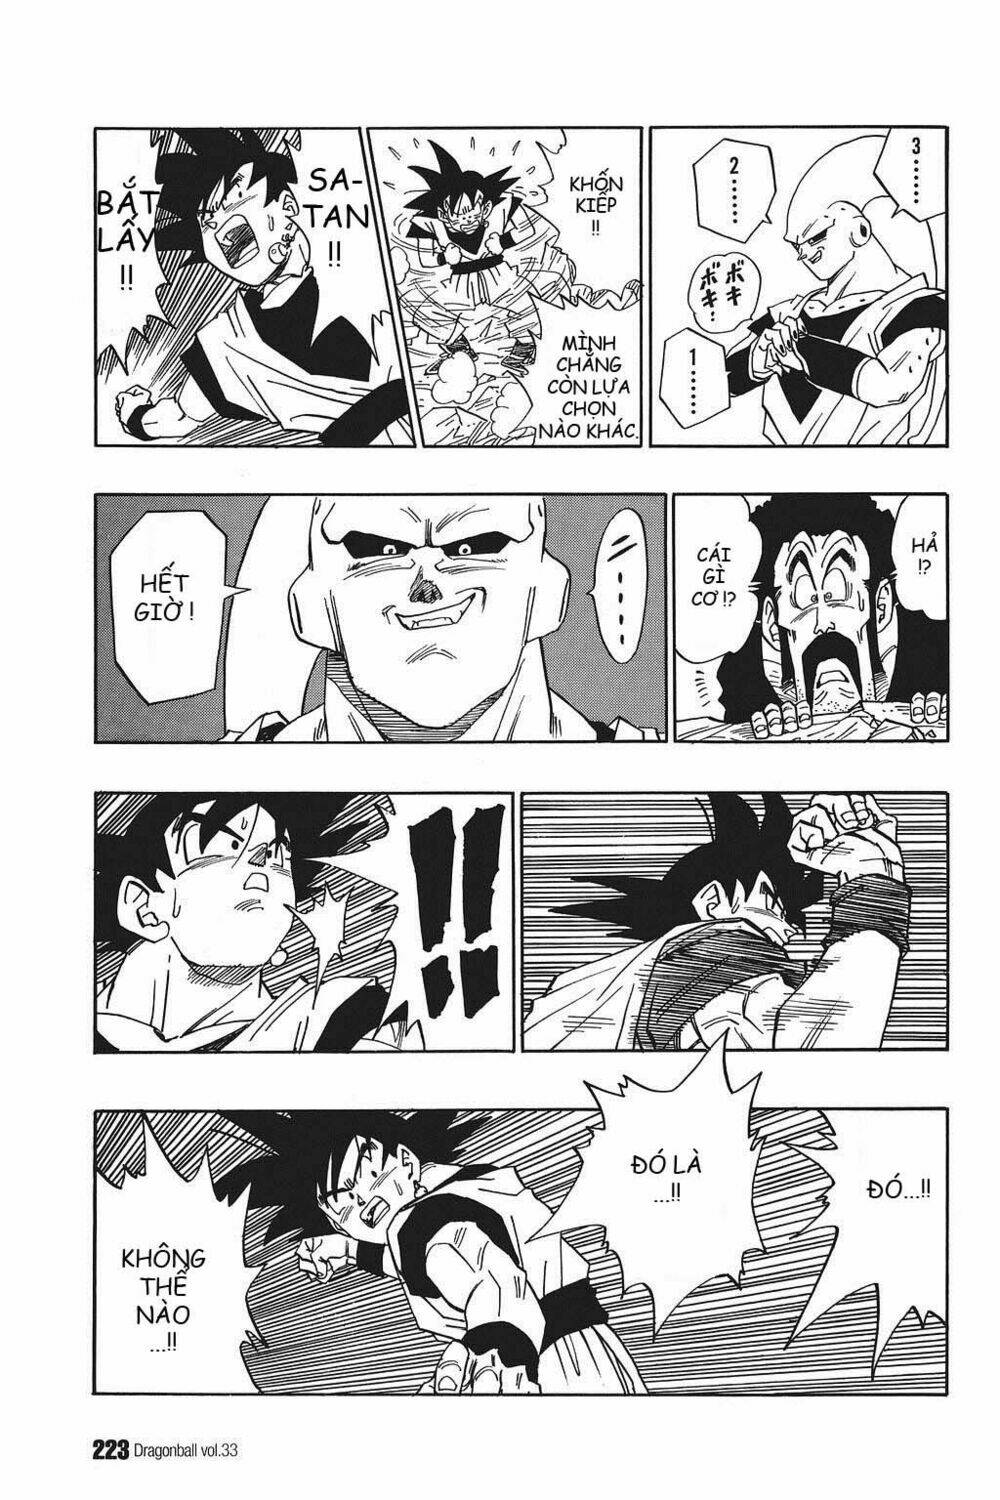 3......
2......
ボキ
ボキ...
1......
KHỐN
KIẾP
!!
MÌNH
CHẲNG
CÒN LỰA
CHỌN
NÀO KHÁC.
SA-
TAN
!!
BẮT
LẤY
!!
HẢ
!?
CÁI
GÌ
CƠ !?
HẾT
GIỜ !
!!
ĐÓ...!!
ĐÓ LÀ
...!!
KHÔNG
THỂ
NÀO
...!!
223 Dragonball vol.33